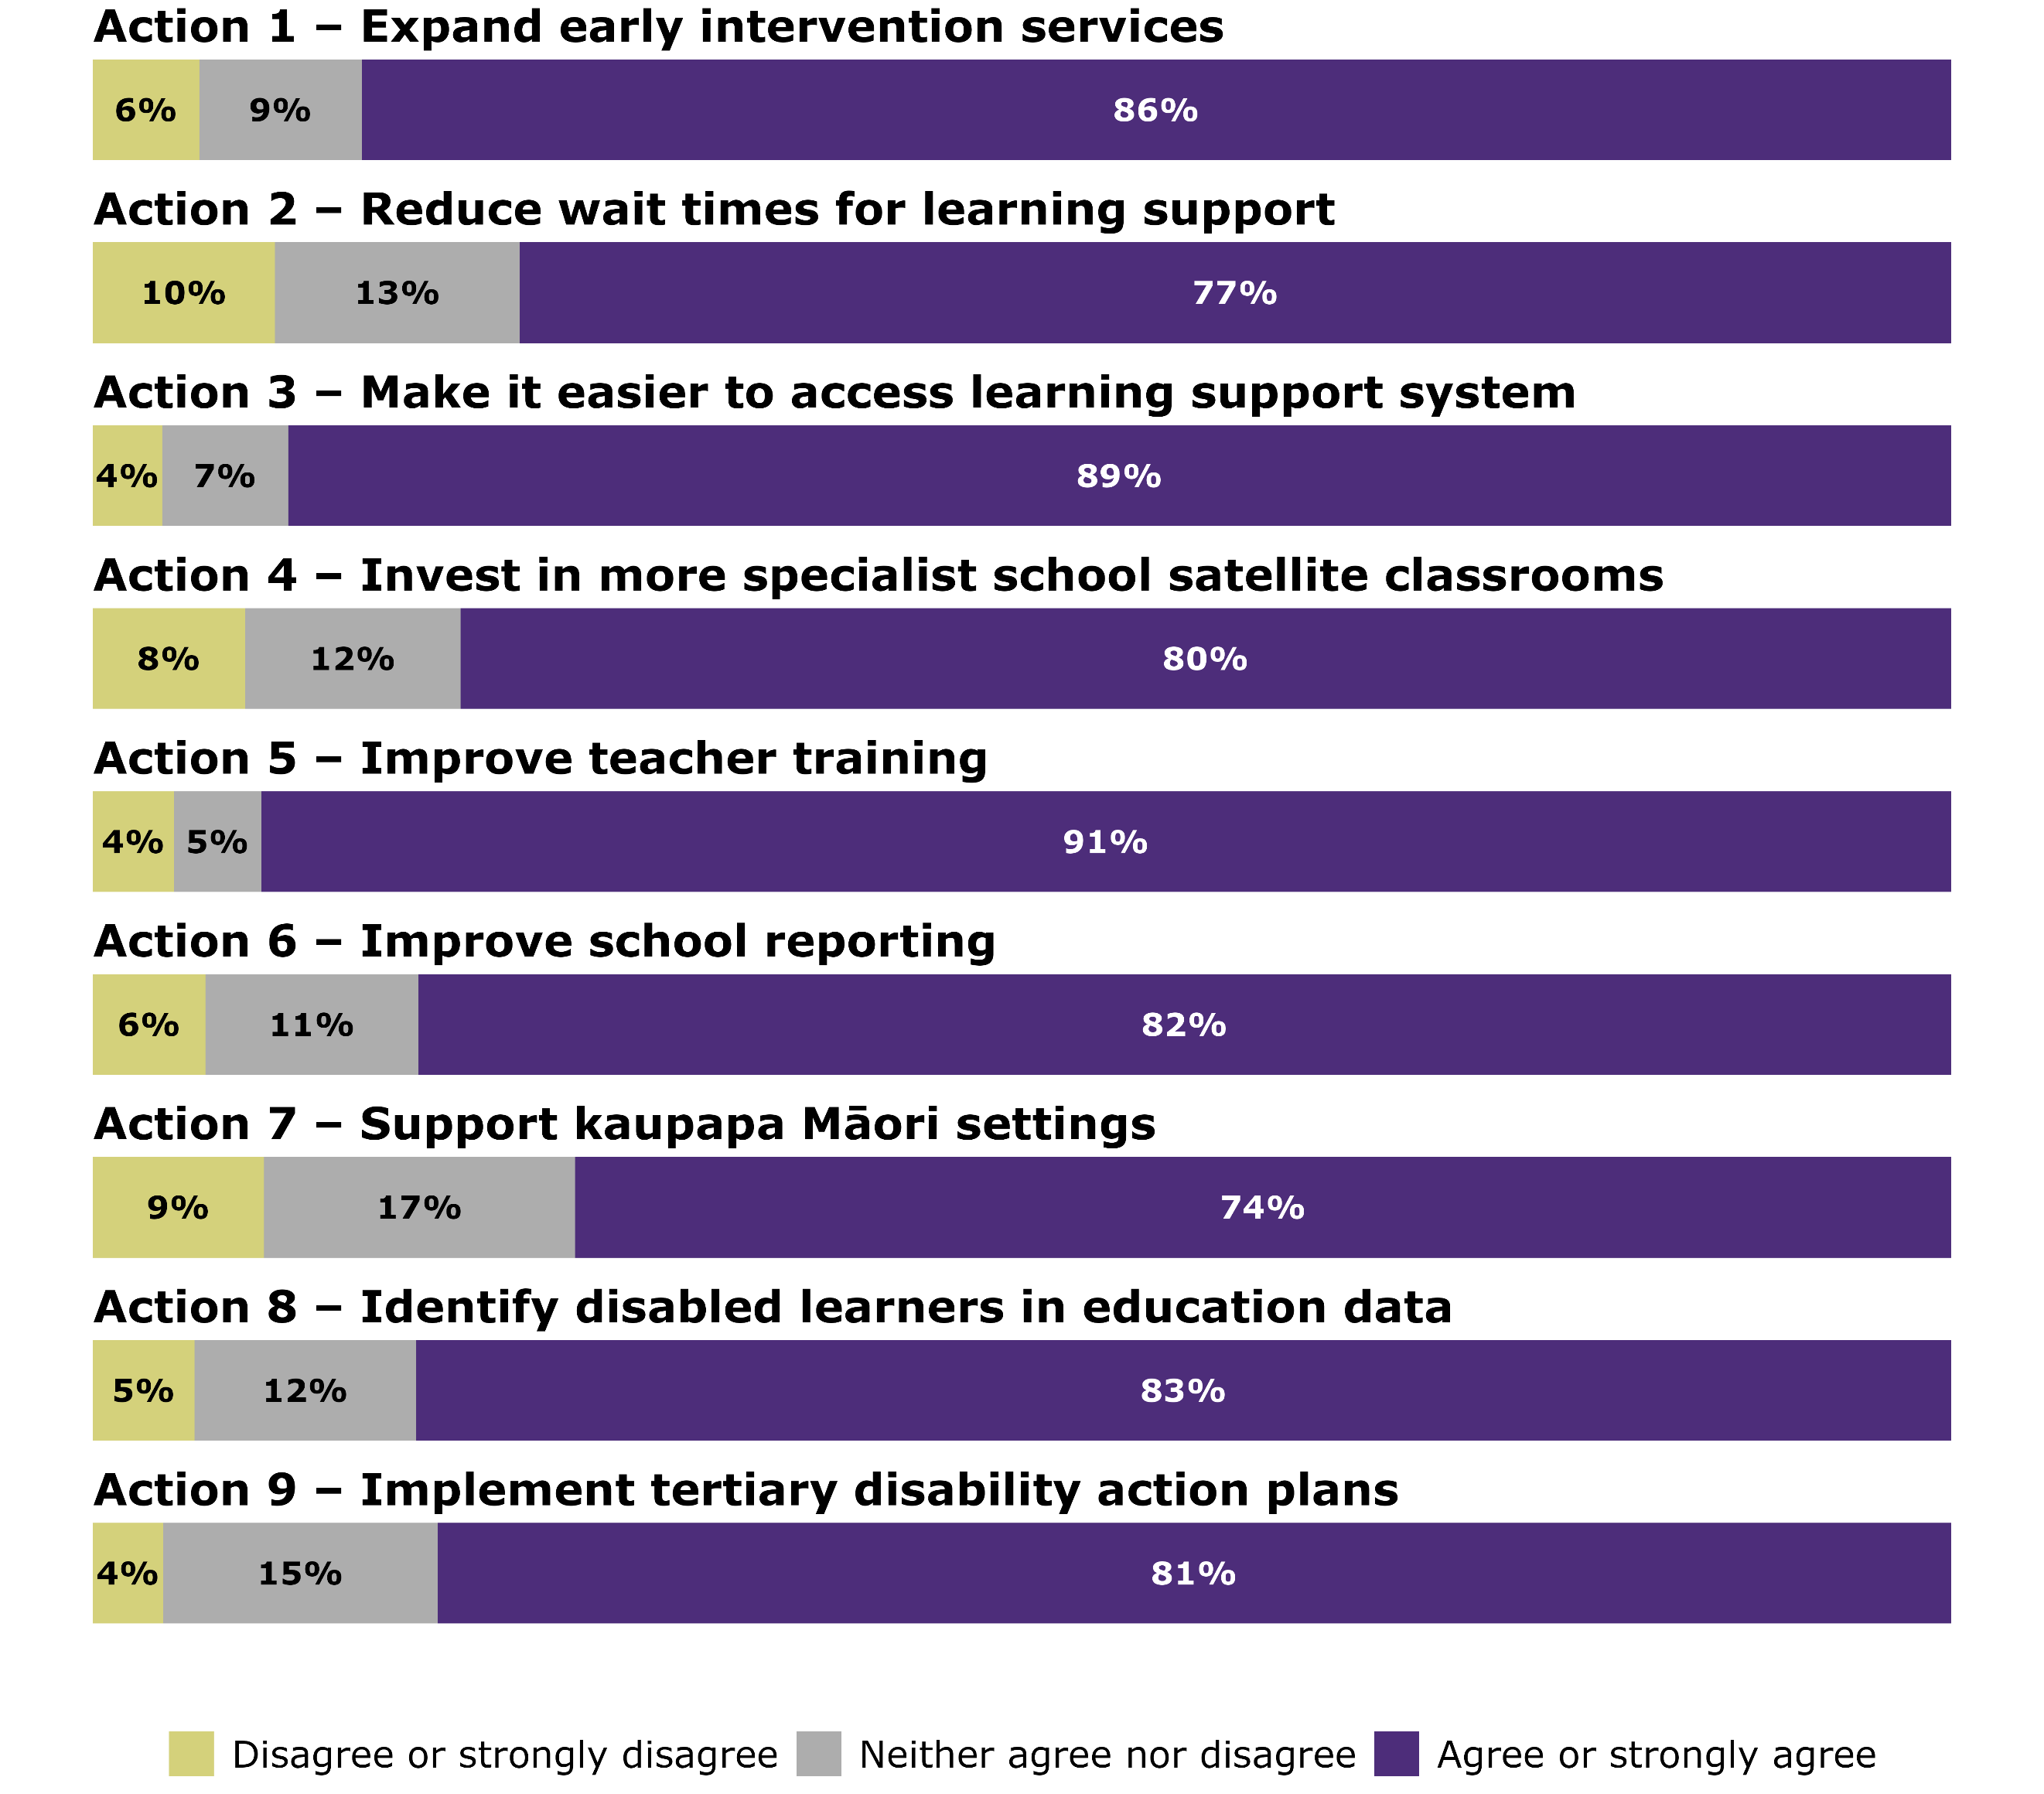 Action 1 – Expand early intervention services
6% 9% 86%
Action 2 – Reduce wait times for learning support
10% 13% 77%
Action 3 – Make it easier to access learning support system
4% 7% 89%
Action 4 – Invest in more specialist school satellite classrooms
8% 12% 80%
Action 5 – Improve teacher training
4% 5% 91%
Action 6 – Improve school reporting
6% 11% 82%
Action 7 – Support kaupapa Māori settings
9% 17% 74%
Action 8 – Identify disabled learners in education data
5% 12% 83%
Action 9 – Implement tertiary disability action plans
4% 15% 81%
Disagree or strongly disagree Neither agree nor disagree Agree or strongly agree